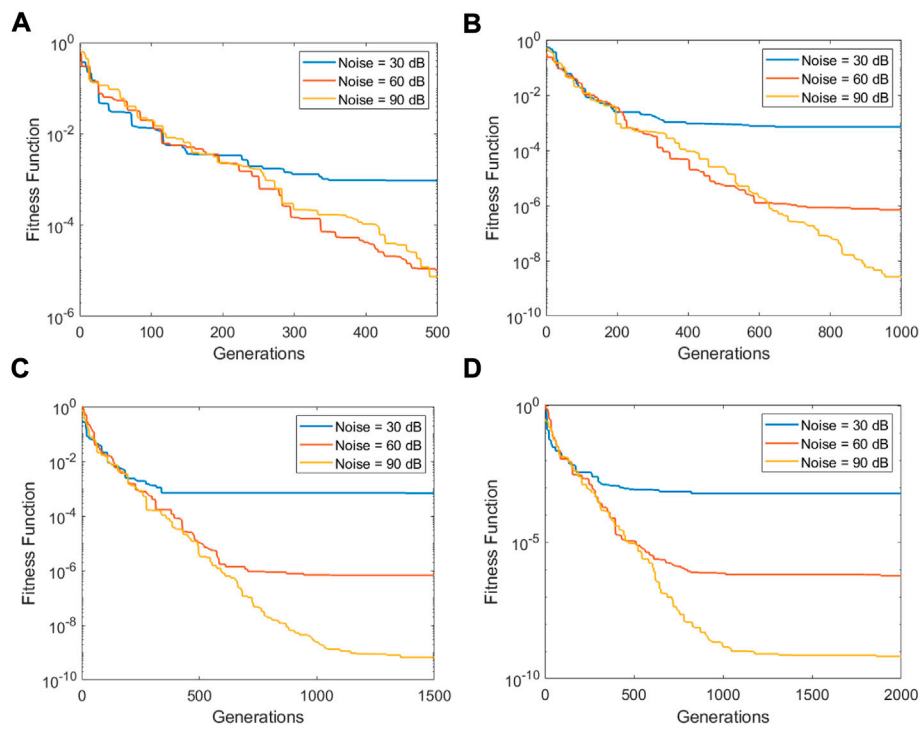 A
Fitness Function
10^0
10^-2
10^-4
10^-6
0 100 200 300 400 500
Generations
Noise = 30 dB
Noise = 60 dB
Noise = 90 dB
B
Fitness Function
10^0
10^-2
10^-4
10^-6
10^-8
10^-10
0 200 400 600 800 1000
Generations
Noise = 30 dB
Noise = 60 dB
Noise = 90 dB
C
Fitness Function
10^0
10^-2
10^-4
10^-6
10^-8
10^-10
0 500 1000 1500
Generations
Noise = 30 dB
Noise = 60 dB
Noise = 90 dB
D
Fitness Function
10^0
10^-5
10^-10
0 500 1000 1500 2000
Generations
Noise = 30 dB
Noise = 60 dB
Noise = 90 dB